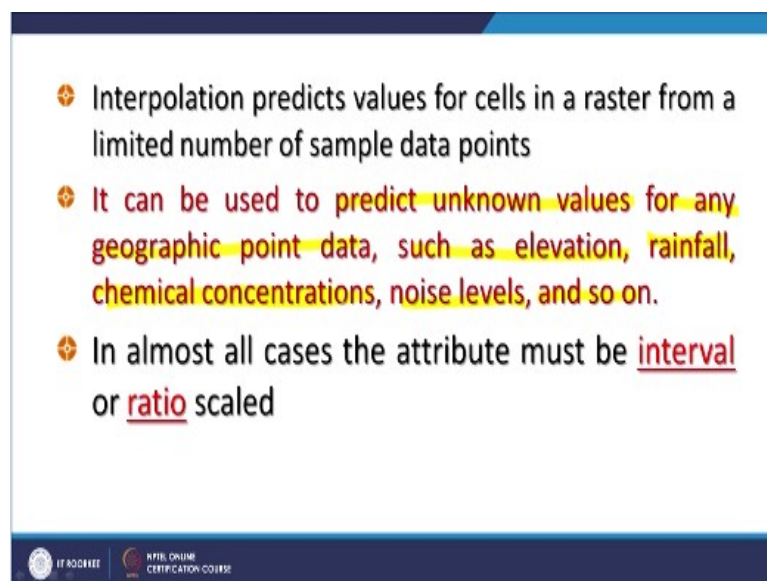 Interpolation predicts values for cells in a raster from a
limited number of sample data points
It can be used to predict unknown values for any
geographic point data, such as elevation, rainfall,
chemical concentrations, noise levels, and so on.
In almost all cases the attribute must be interval
or ratio scaled
IIT ROORKEE
NPTEL ONLINE
CERTIFICATION COURSE